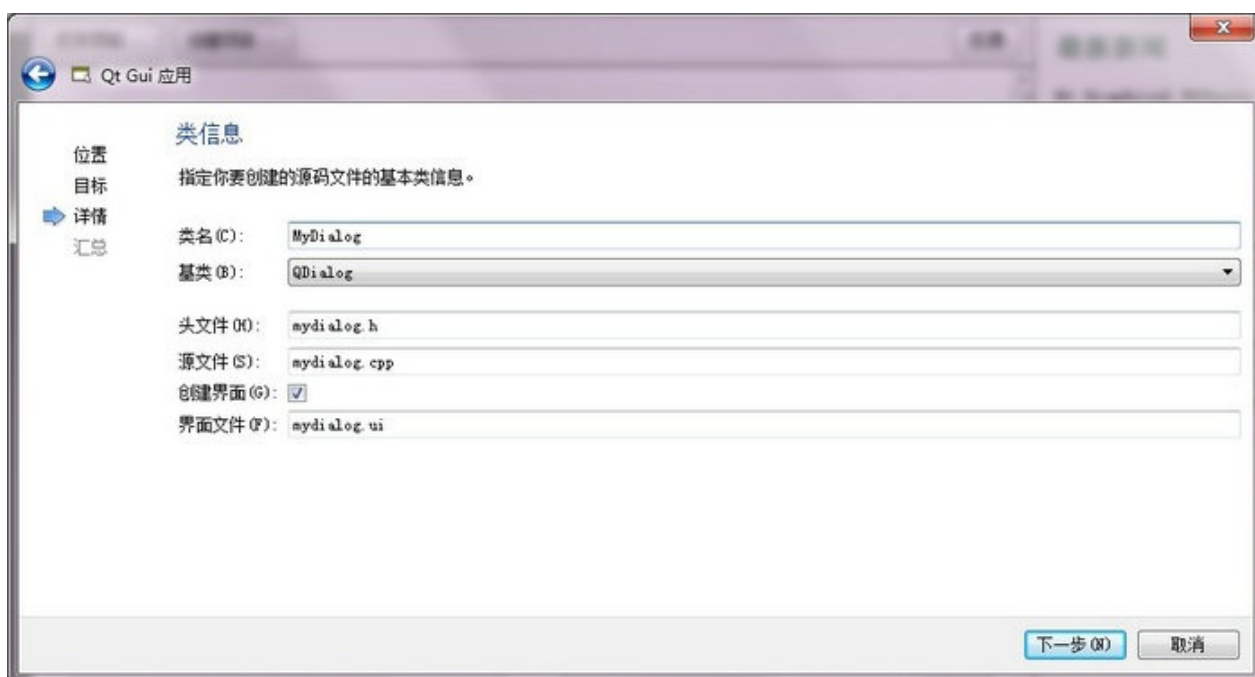 Qt Gui 应用
位置
目标
详情
汇总
类信息
指定你要创建的源码文件的基本类信息。
类名(C): MyDialog
基类(B): QDialog
头文件(H): mydialog.h
源文件(S): mydialog.cpp
创建界面(G):
界面文件(F): mydialog.ui
下一步(N) 取消